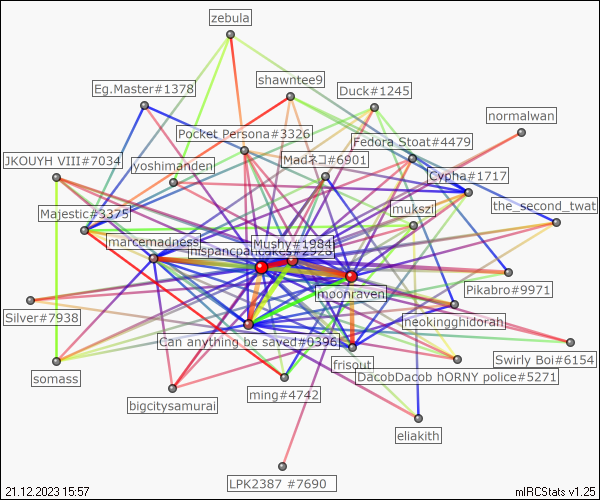 zebula
shawntee9
Eg.Master#1378
Duck#1245
normalwan
Pocket Persona#3326
Fedora Stoat#4479
JKOUYH VIII#7034
yoshimanden
Madネコ#6901
Cypha#1717
mukszi
the_second_twat
Majestic#3375
marcemadness
Mushy#1984
moonraven
Pikabro#9971
Silver#7938
neokingghidorah
Can anything be saved#0396
frisout
Swirly Boi#6154
somass
DacobDacob hORNY police#5271
ming#4742
bigcitysamurai
eliakith
LPK2387 #7690
21.12.2023 15:57
mIRCStats v1.25